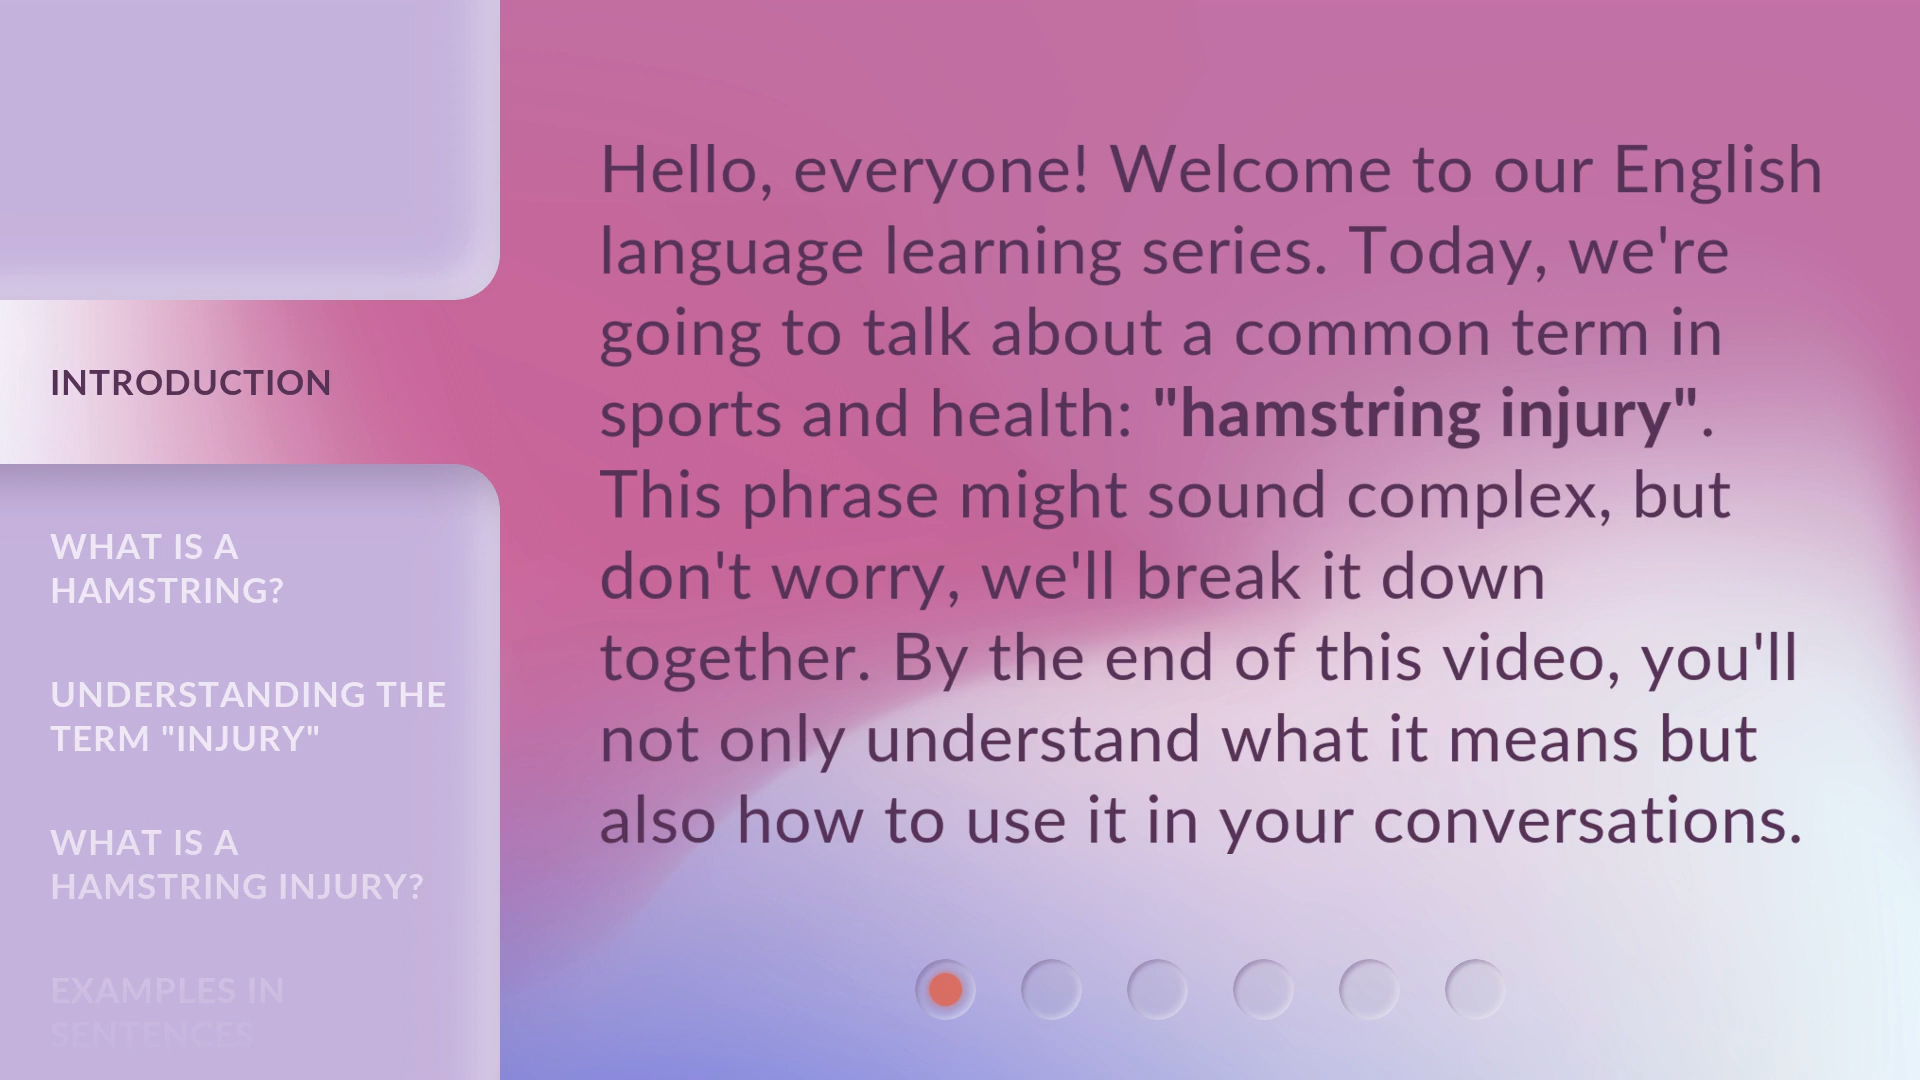 INTRODUCTION
WHAT IS A
HAMSTRING?
UNDERSTANDING THE
TERM "INJURY"
WHAT IS A
HAMSTRING INJURY?
EXAMPLES IN
SENTENCES
Hello, everyone! Welcome to our English
language learning series. Today, we're
going to talk about a common term in
sports and health: "hamstring injury".
This phrase might sound complex, but
don't worry, we'll break it down
together. By the end of this video, you'll
not only understand what it means but
also how to use it in your conversations.